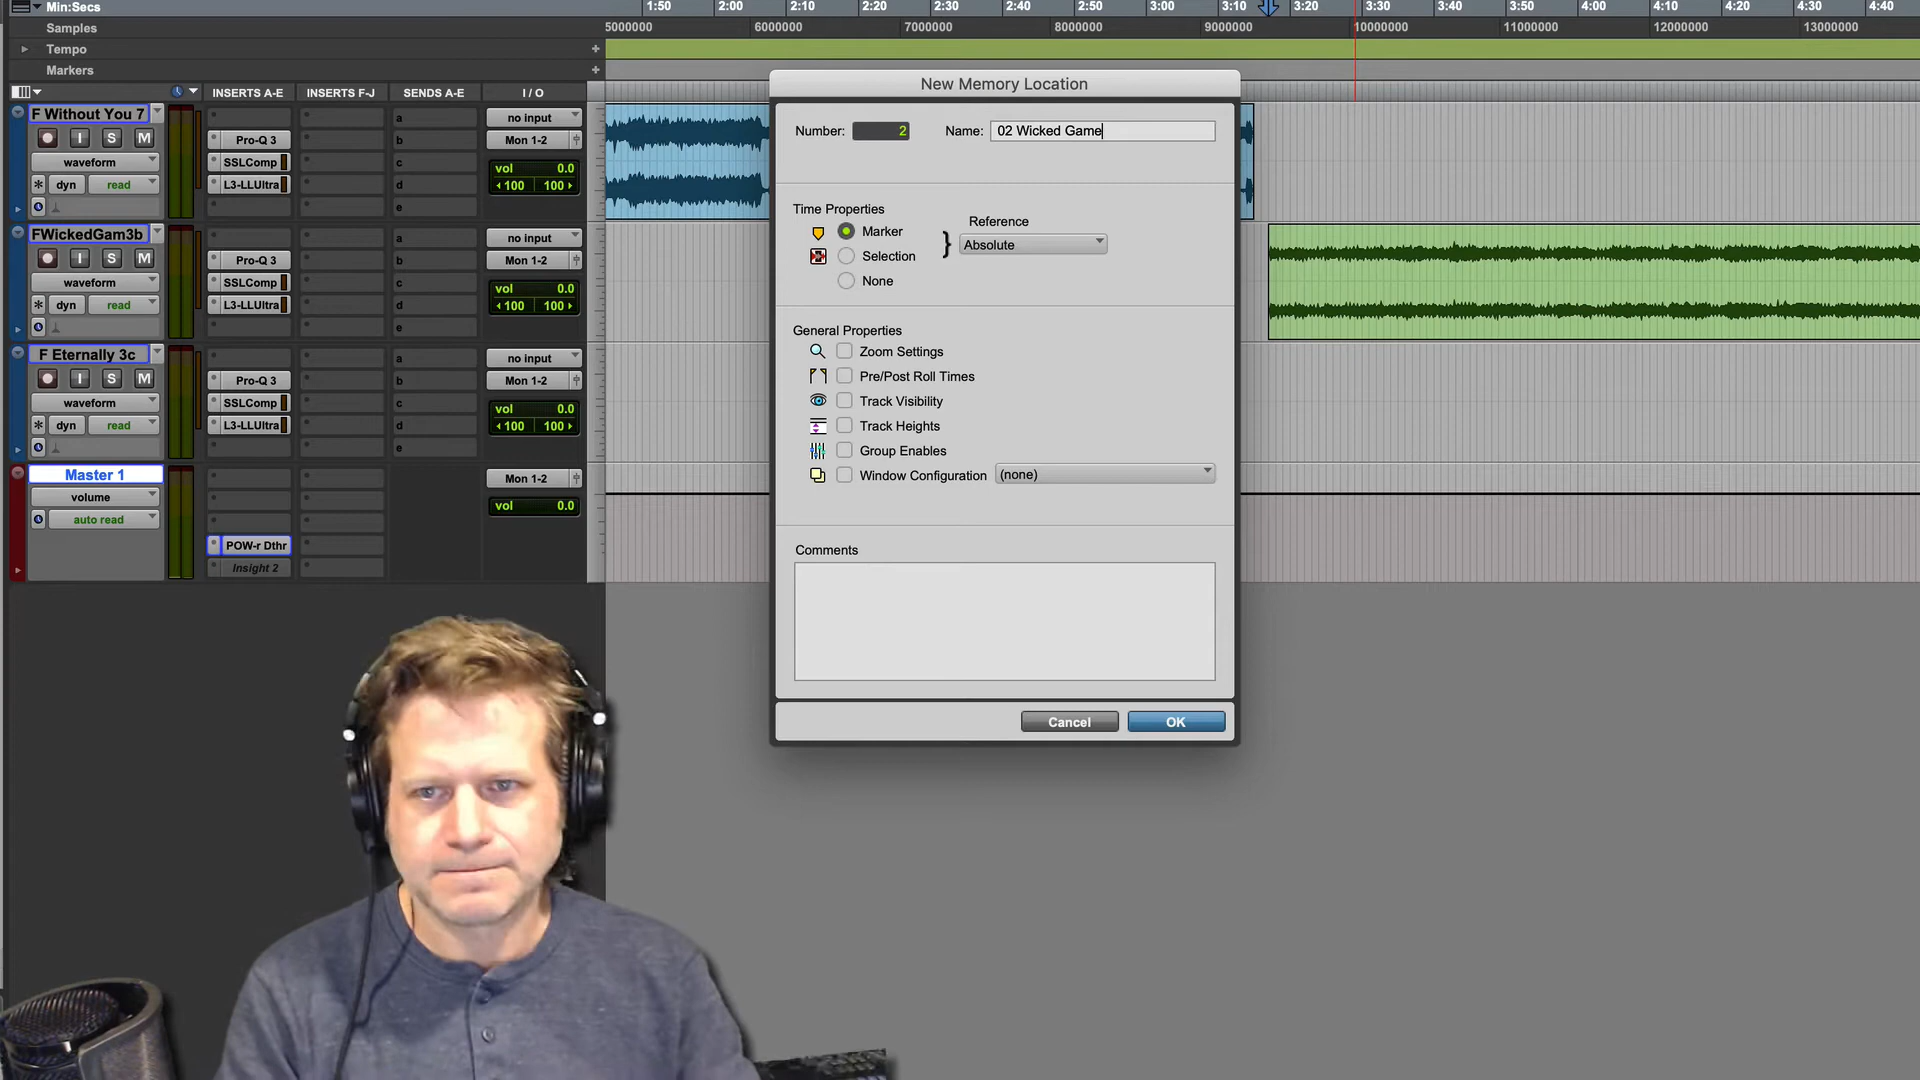 Min:Secs 1:50 2:00 2:10 2:20 2:30 2:40 2:50 3:00 3:10 3:20 3:30 3:40 3:50 4:00 4:10 4:20 4:30 4:40
Samples 5000000 6000000 7000000 8000000 9000000 10000000 11000000 12000000 13000000
Tempo +
Markers +
INSERTS A-E INSERTS F-J SENDS A-E I / O
F Without You 7 a no input
I S M Pro-Q 3 b Mon 1-2
waveform SSLComp c vol 0.0
dyn read L3-LLUltra d 100 100
e
FWickedGam3b a no input
I S M Pro-Q 3 b Mon 1-2
waveform SSLComp c vol 0.0
dyn read L3-LLUltra d 100 100
e
F Eternally 3c a no input
I S M Pro-Q 3 b Mon 1-2
waveform SSLComp c vol 0.0
dyn read L3-LLUltra d 100 100
e
Master 1 Mon 1-2
volume vol 0.0
auto read
POW-r Dthr
Insight 2
New Memory Location
Number: 2 Name: 02 Wicked Game
Time Properties
Reference
Marker
Absolute
Selection
None
General Properties
Zoom Settings
Pre/Post Roll Times
Track Visibility
Track Heights
Group Enables
Window Configuration (none)
Comments
Cancel OK